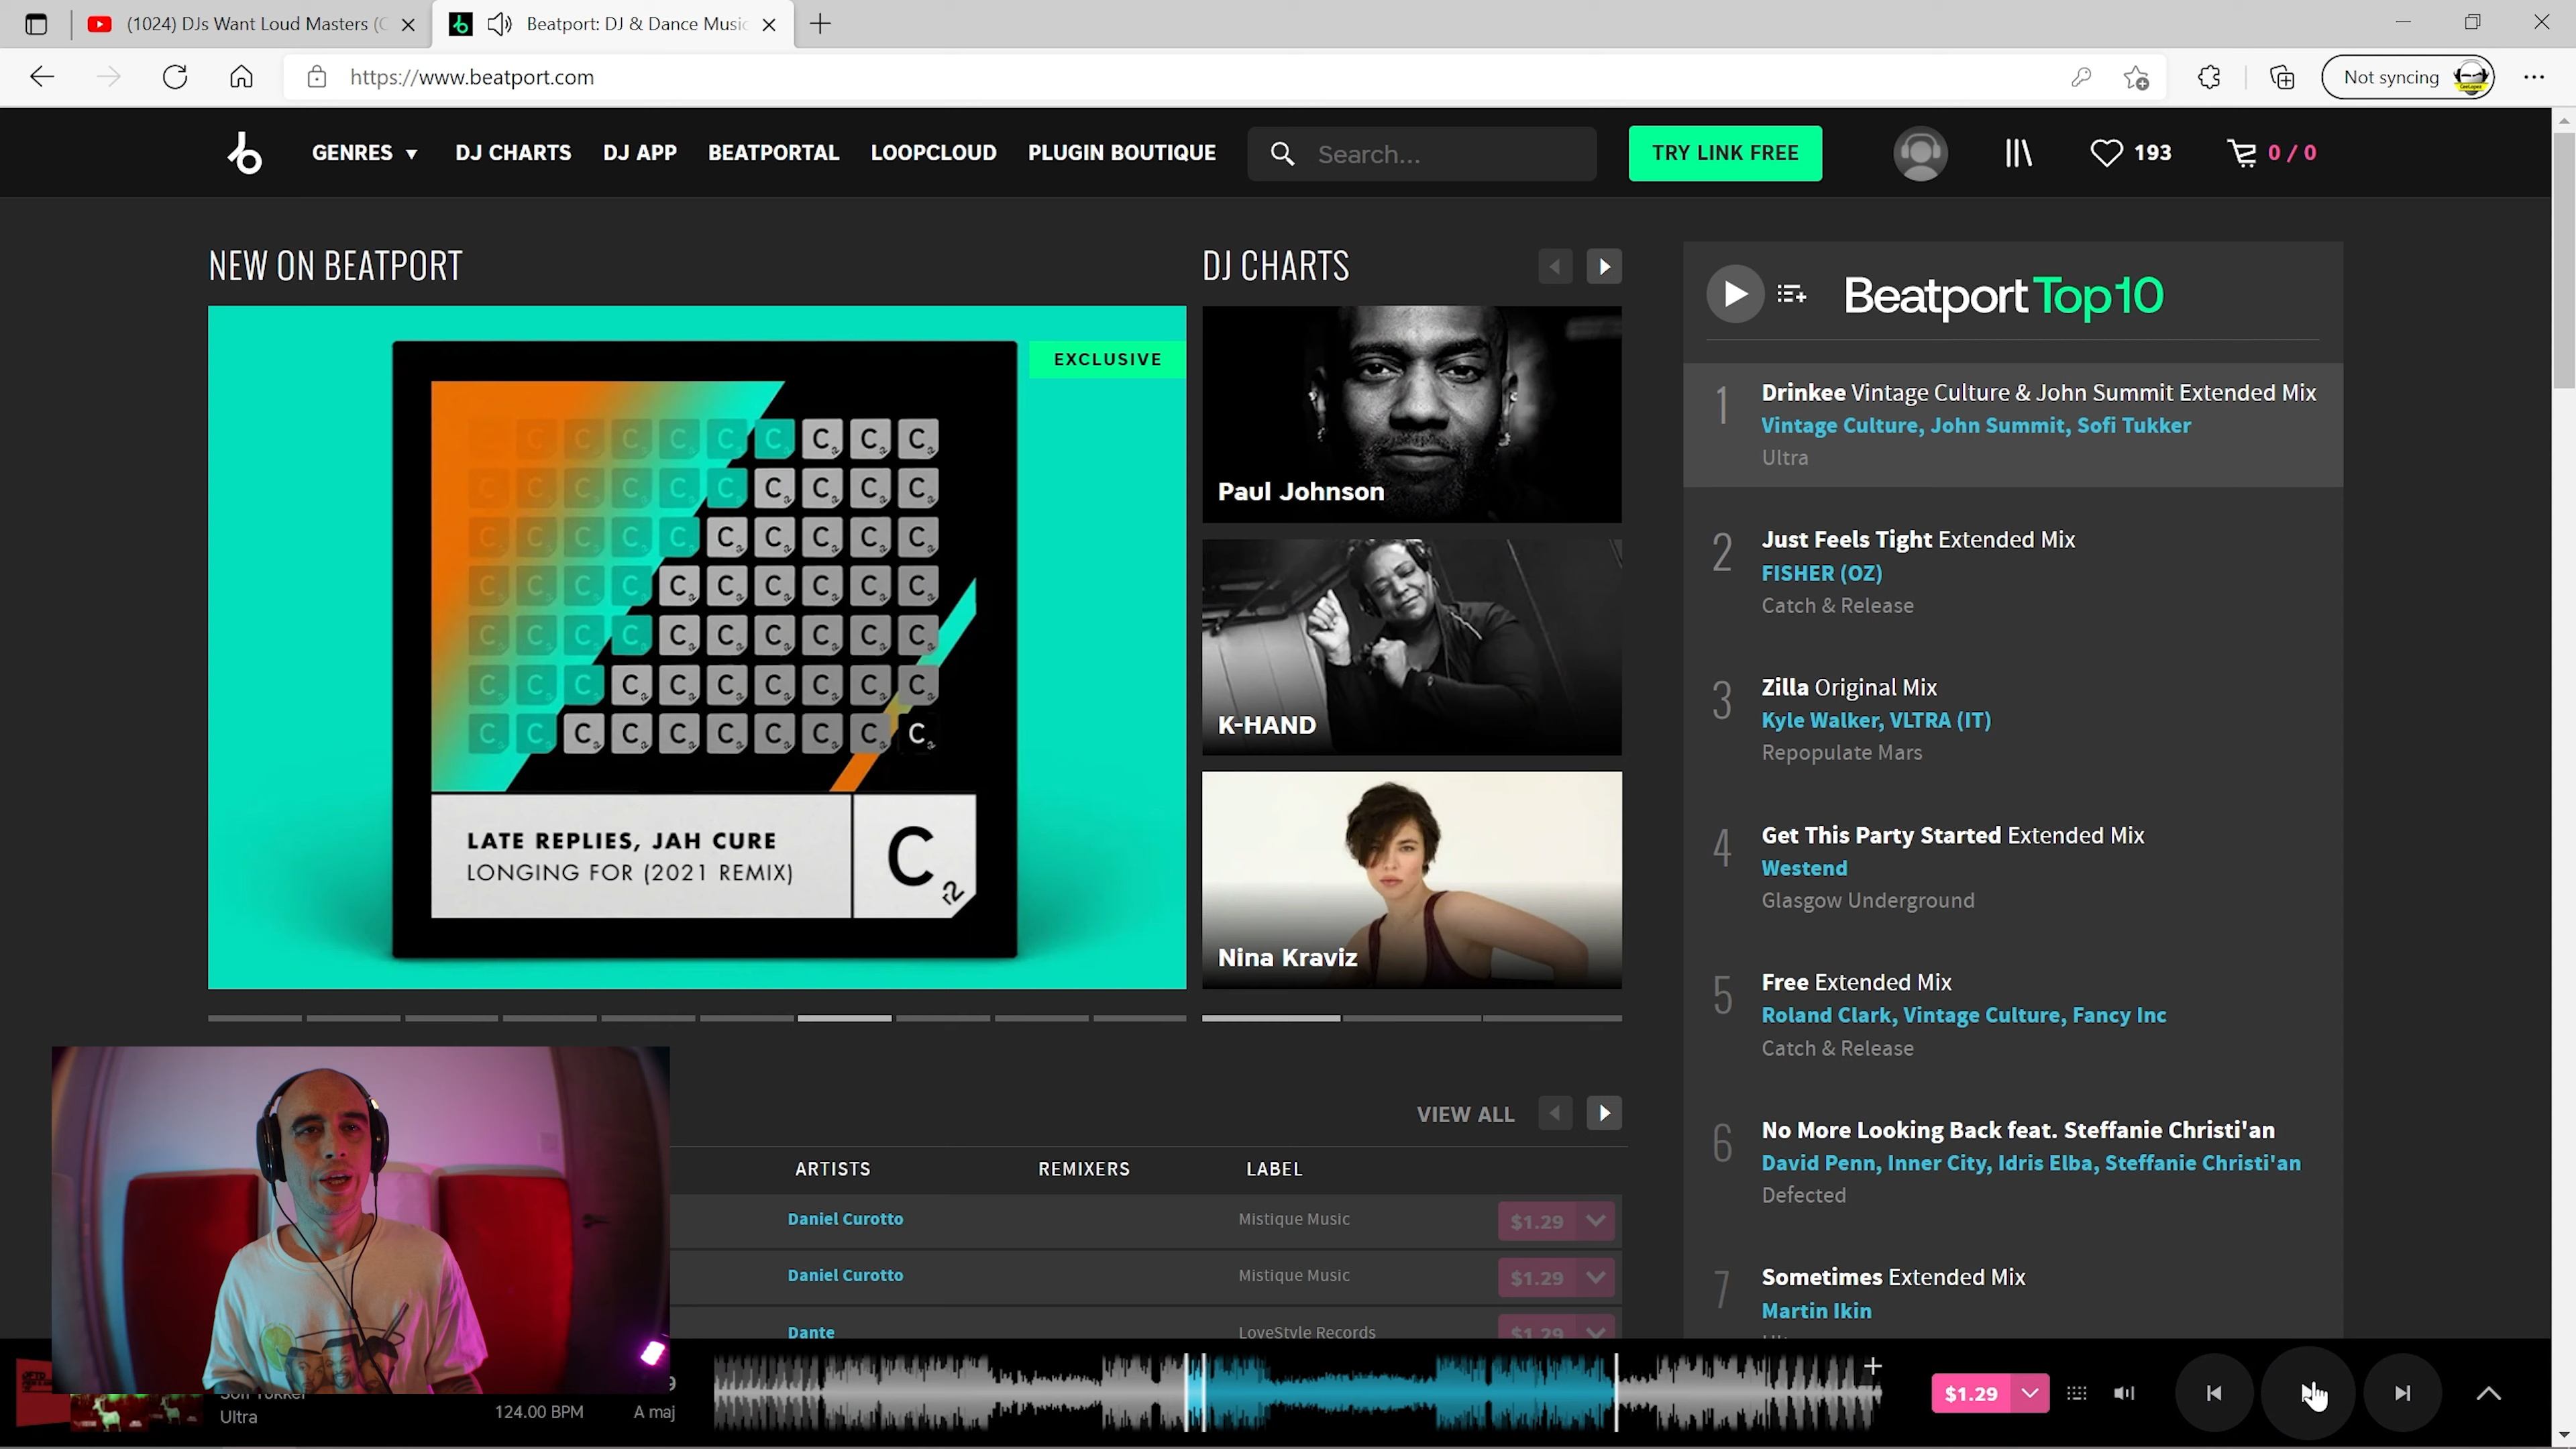 (1024) DJs Want Loud Masters (C
Beatport: DJ & Dance Music
https://www.beatport.com
Not syncing
GENRES
DJ CHARTS
DJ APP
BEATPORTAL
LOOPCLOUD
PLUGIN BOUTIQUE
Search...
TRY LINK FREE
193
0 / 0
NEW ON BEATPORT
EXCLUSIVE
C C C C C C C C C
C C C C C C C C C C
C C C C C C C C C C
C C C C C C C C C C
C C C C C C C C C C
C C C C C C C C C C
C C C C C C C C C C
LATE REPLIES, JAH CURE
LONGING FOR (2021 REMIX)
C
r2
DJ CHARTS
Paul Johnson
K-HAND
Nina Kraviz
Beatport Top10
1
Drinkee Vintage Culture & John Summit Extended Mix
Vintage Culture, John Summit, Sofi Tukker
Ultra
2
Just Feels Tight Extended Mix
FISHER (OZ)
Catch & Release
3
Zilla Original Mix
Kyle Walker, VLTRA (IT)
Repopulate Mars
4
Get This Party Started Extended Mix
Westend
Glasgow Underground
5
Free Extended Mix
Roland Clark, Vintage Culture, Fancy Inc
Catch & Release
6
No More Looking Back feat. Steffanie Christi'an
David Penn, Inner City, Idris Elba, Steffanie Christi'an
Defected
7
Sometimes Extended Mix
Martin Ikin
VIEW ALL
ARTISTS
REMIXERS
LABEL
Daniel Curotto
Mistique Music
$1.29
Daniel Curotto
Mistique Music
$1.29
Dante
LoveStyle Records
$1.29
Sofi Tukker
Ultra
124.00 BPM
A maj
$1.29